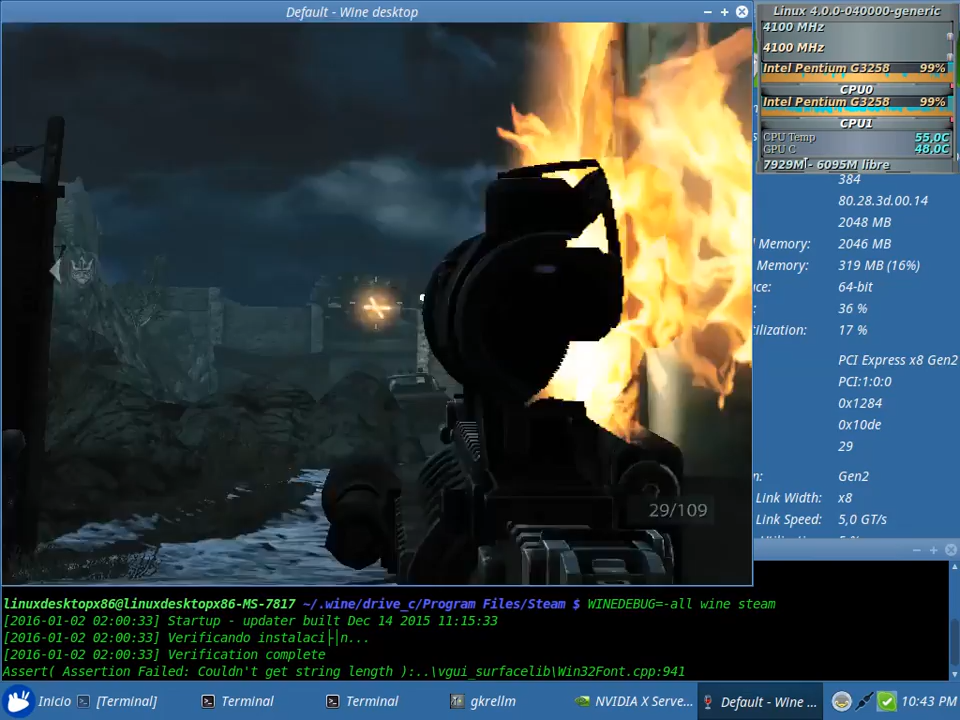 Default - Wine desktop
Linux 4.0.0-040000-generic
4100 MHz
4100 MHz
Intel Pentium G3258 99%
CPU0
Intel Pentium G3258 99%
CPU1
CPU Temp 55.0C
GPU C 48.0C
7929M - 6095M libre
384
80.28.3d.00.14
2048 MB
Memory: 2046 MB
Memory: 319 MB (16%)
ce: 64-bit
: 36 %
ilization: 17 %
PCI Express x8 Gen2
PCI:1:0:0
0x1284
0x10de
29
n: Gen2
Link Width: x8
Link Speed: 5,0 GT/s
29/109
linuxdesktopx86@linuxdesktopx86-MS-7817 ~/.wine/drive_c/Program Files/Steam $ WINEDEBUG=-all wine steam
[2016-01-02 02:00:33] Startup - updater built Dec 14 2015 11:15:33
[2016-01-02 02:00:33] Verificando instalaci├│n...
[2016-01-02 02:00:33] Verification complete
Assert( Assertion Failed: Couldn't get string length ):..\vgui_surfacelib\Win32Font.cpp:941
Inicio [Terminal] Terminal Terminal gkrellm NVIDIA X Serve... Default - Wine ... 10:43 PM